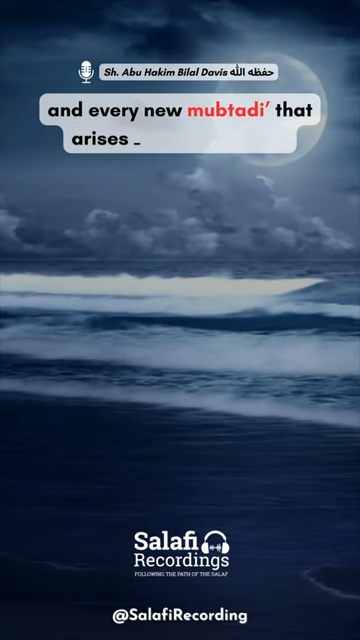 Sh. Abu Hakim Bilal Davis حفظه الله
and every new mubtadi’ that
arises _
Salafi
Recordings
FOLLOWING THE PATH OF THE SALAF
@SalafiRecording